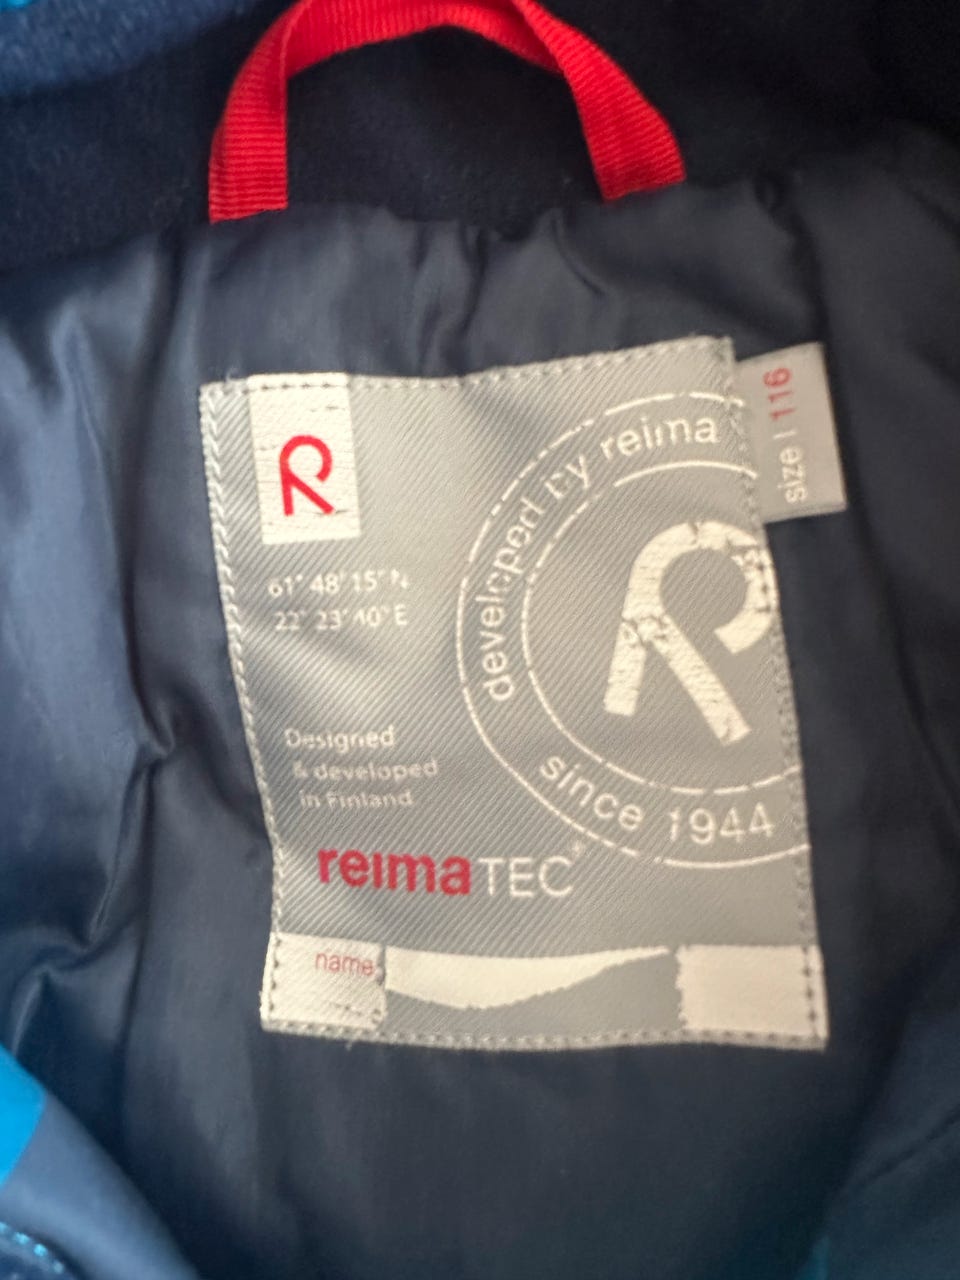 R
61° 48' 15" N
22° 23' 40" E
developed by reima
since 1944
R
size | 116
Designed
& developed
in Finland
reimaTEC®
name